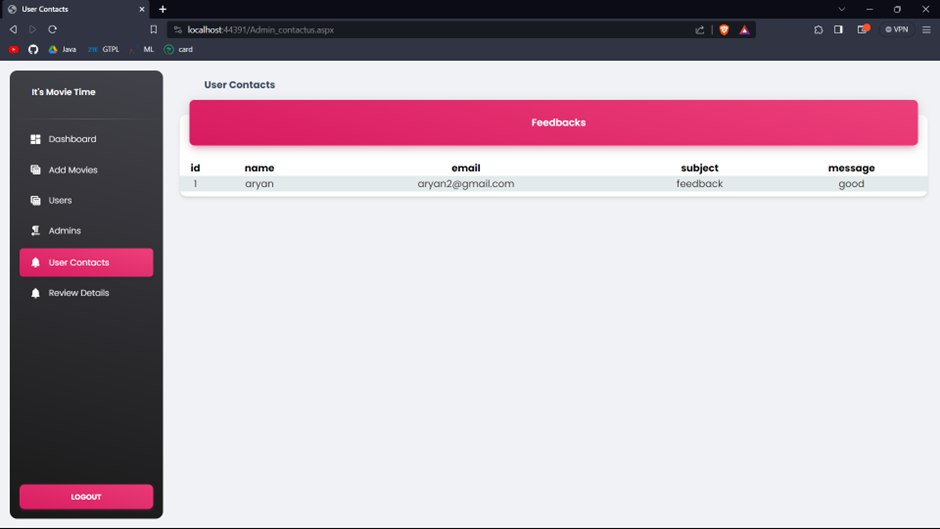 User Contacts
localhost:44391/Admin_contactus.aspx
VPN
Java
GTPL
ML
card
It's Movie Time
Dashboard
Add Movies
Users
Admins
User Contacts
Review Details
LOGOUT
User Contacts
Feedbacks
id name email subject message
1 aryan aryan2@gmail.com feedback good